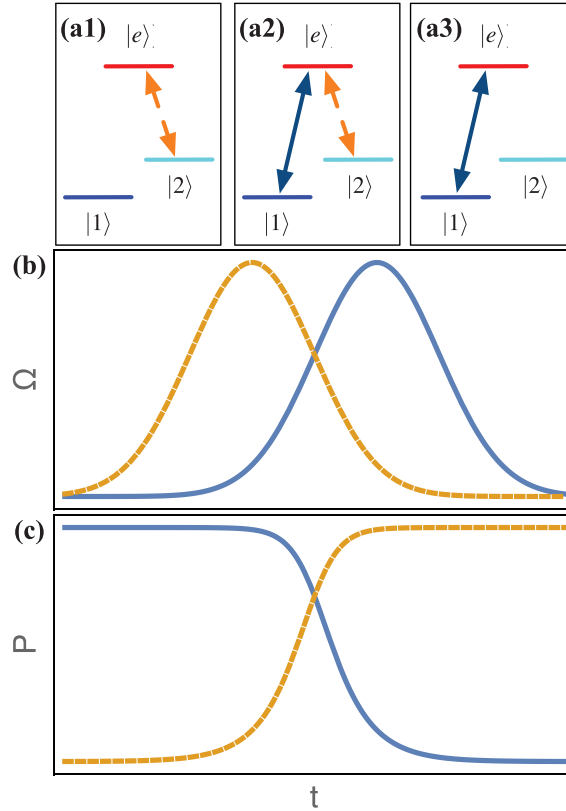 (a1) (a2) (a3)
|e⟩ |e⟩ |e⟩
|2⟩ |2⟩ |2⟩
|1⟩ |1⟩ |1⟩
(b)
Ω
(c)
P
t